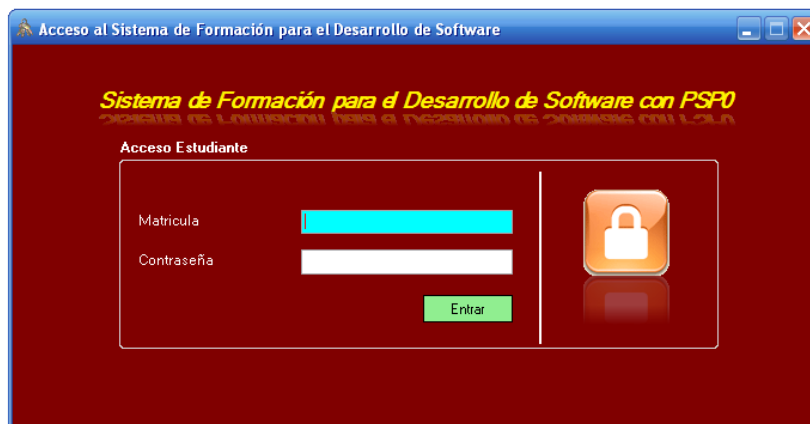 Acceso al Sistema de Formación para el Desarrollo de Software
Sistema de Formación para el Desarrollo de Software con PSP0
Acceso Estudiante
Matricula
Contraseña
Entrar